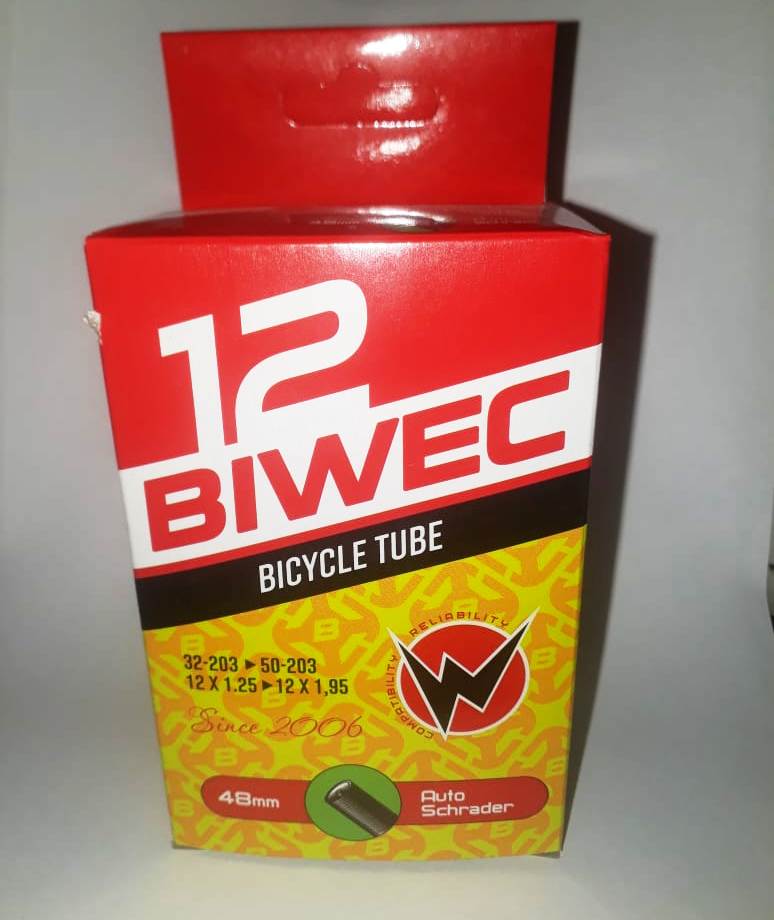 12
BIWEC
BICYCLE TUBE
32-203 ▸ 50-203
12 X 1.25 ▸ 12 X 1,95
Since 2006
COMPATIBILITY RELIABILITY
W
48mm
Auto
Schrader